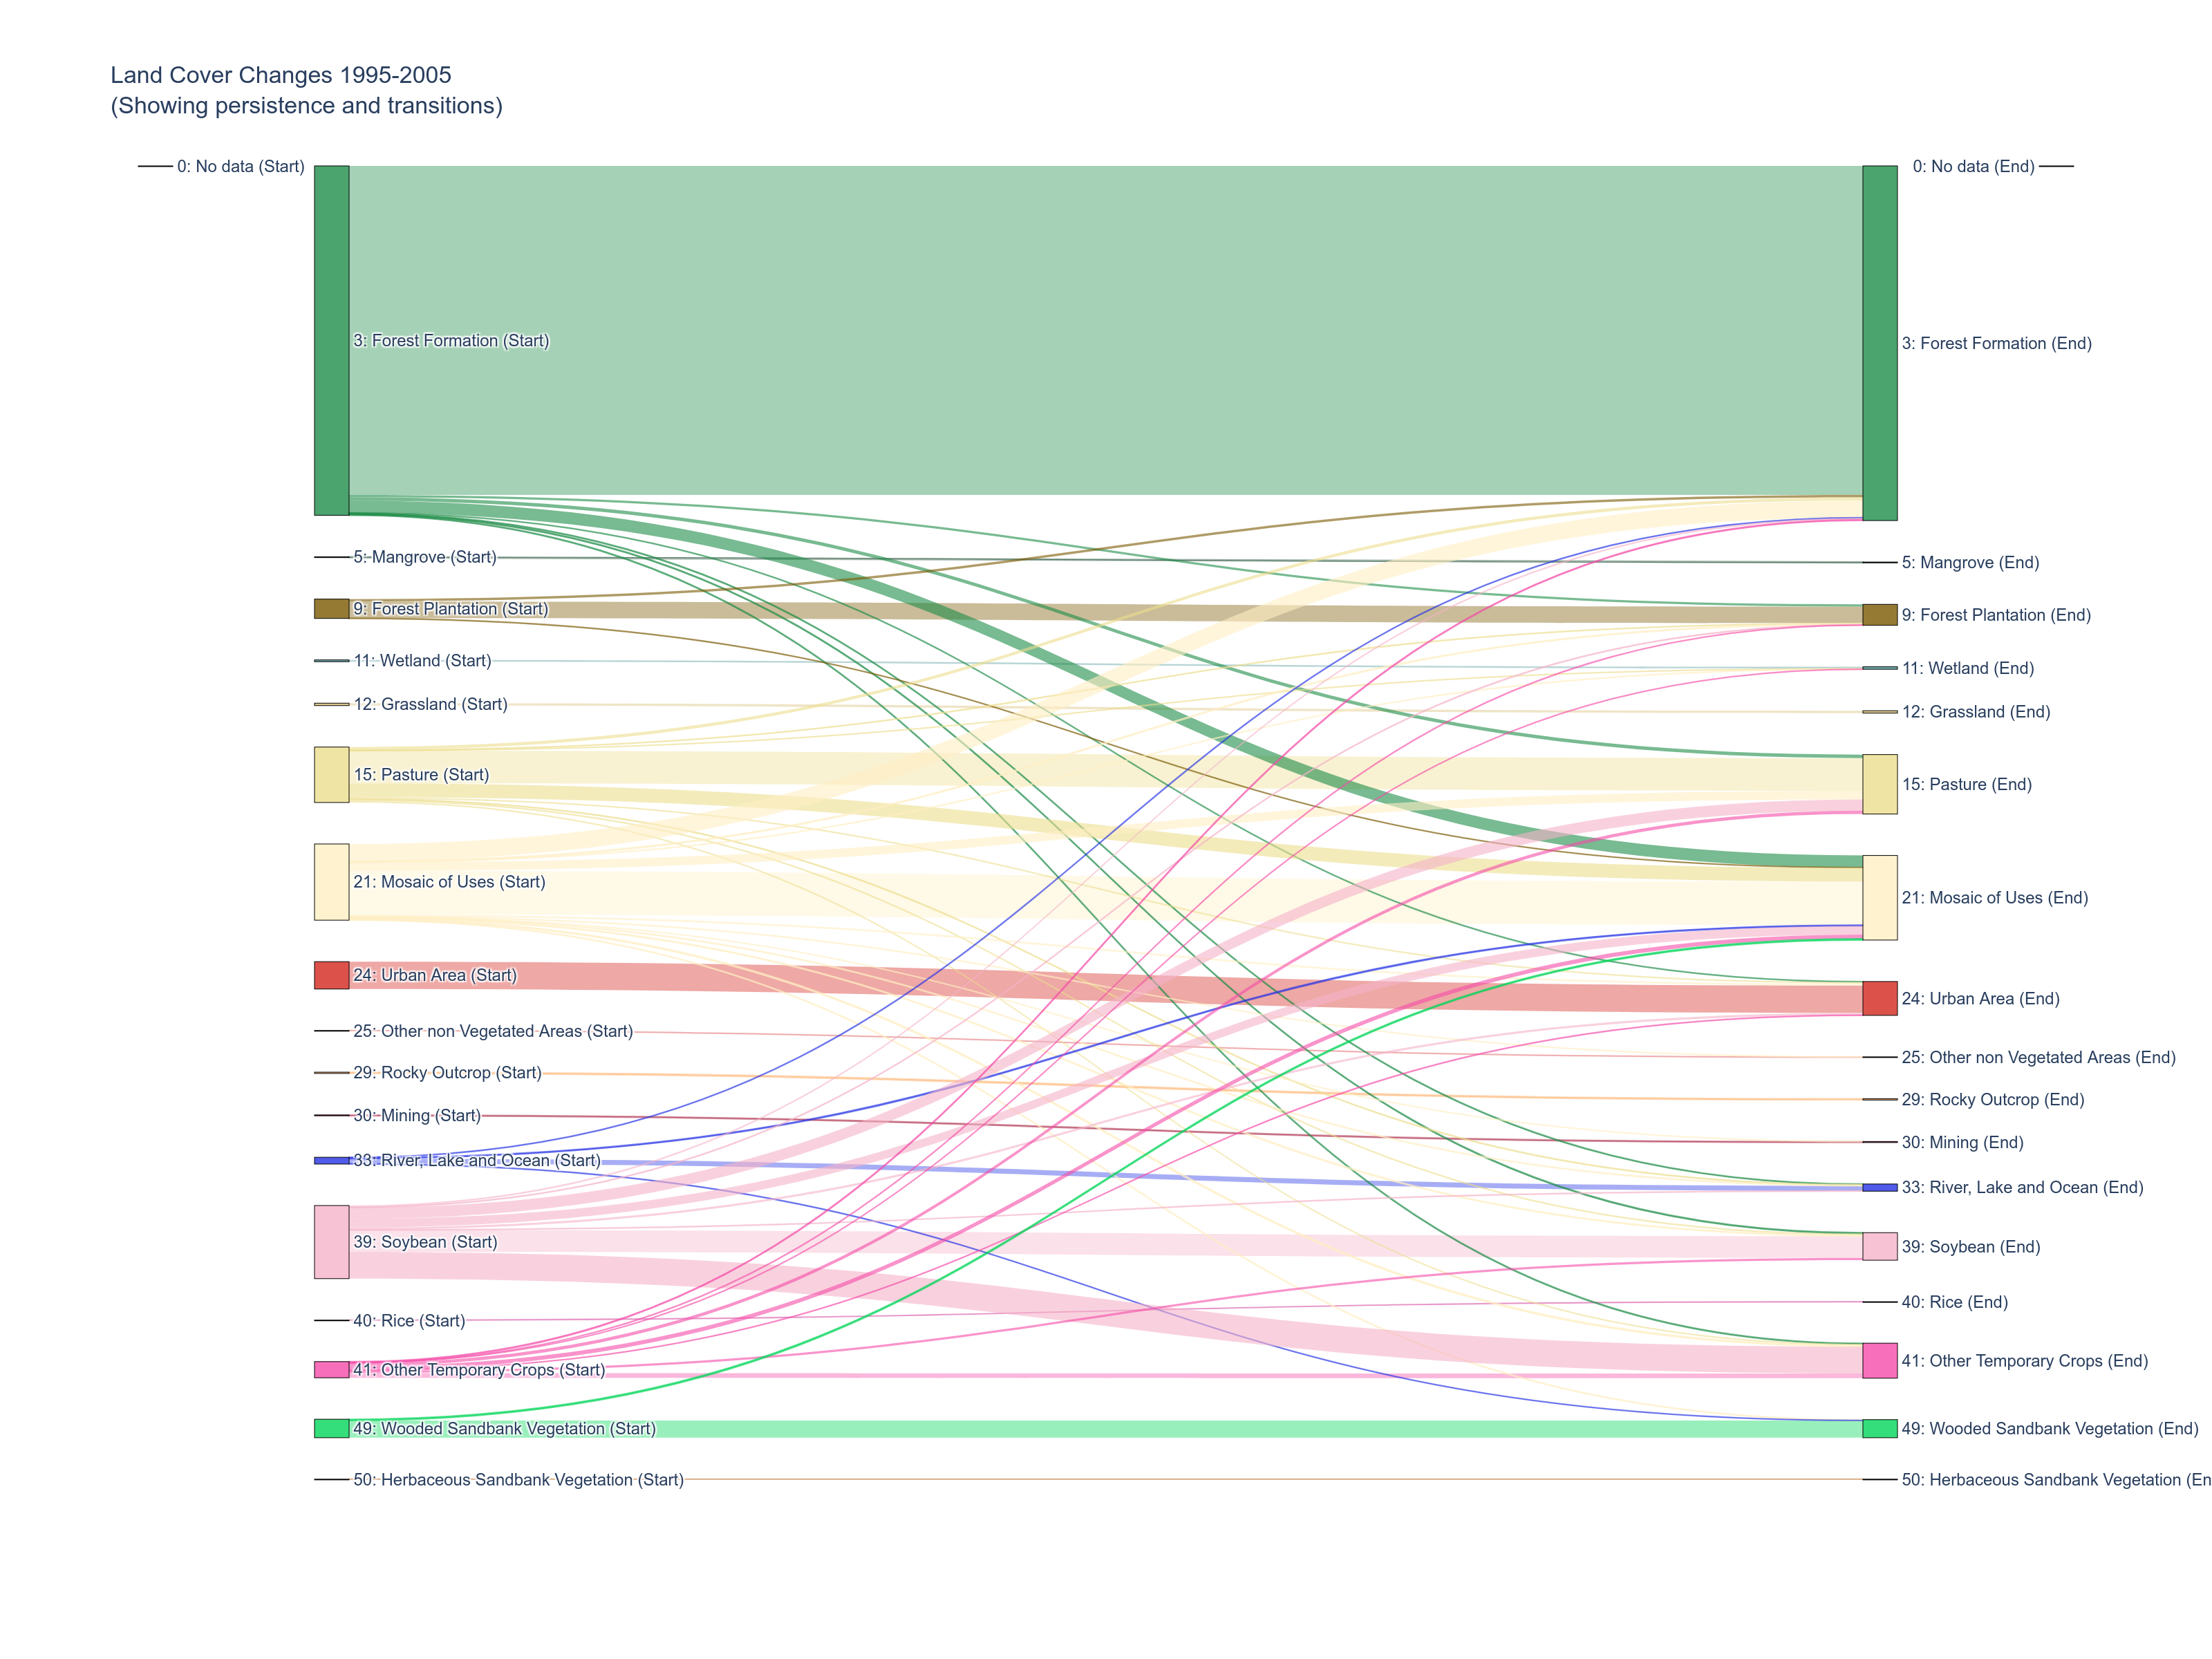 Land Cover Changes 1995-2005
(Showing persistence and transitions)
0: No data (Start)
0: No data (End)
3: Forest Formation (Start)
3: Forest Formation (End)
5: Mangrove (Start)
5: Mangrove (End)
9: Forest Plantation (Start)
9: Forest Plantation (End)
11: Wetland (Start)
11: Wetland (End)
12: Grassland (Start)
12: Grassland (End)
15: Pasture (Start)
15: Pasture (End)
21: Mosaic of Uses (Start)
21: Mosaic of Uses (End)
24: Urban Area (Start)
24: Urban Area (End)
25: Other non Vegetated Areas (Start)
25: Other non Vegetated Areas (End)
29: Rocky Outcrop (Start)
29: Rocky Outcrop (End)
30: Mining (Start)
30: Mining (End)
33: River, Lake and Ocean (Start)
33: River, Lake and Ocean (End)
39: Soybean (Start)
39: Soybean (End)
40: Rice (Start)
40: Rice (End)
41: Other Temporary Crops (Start)
41: Other Temporary Crops (End)
49: Wooded Sandbank Vegetation (Start)
49: Wooded Sandbank Vegetation (End)
50: Herbaceous Sandbank Vegetation (Start)
50: Herbaceous Sandbank Vegetation (En